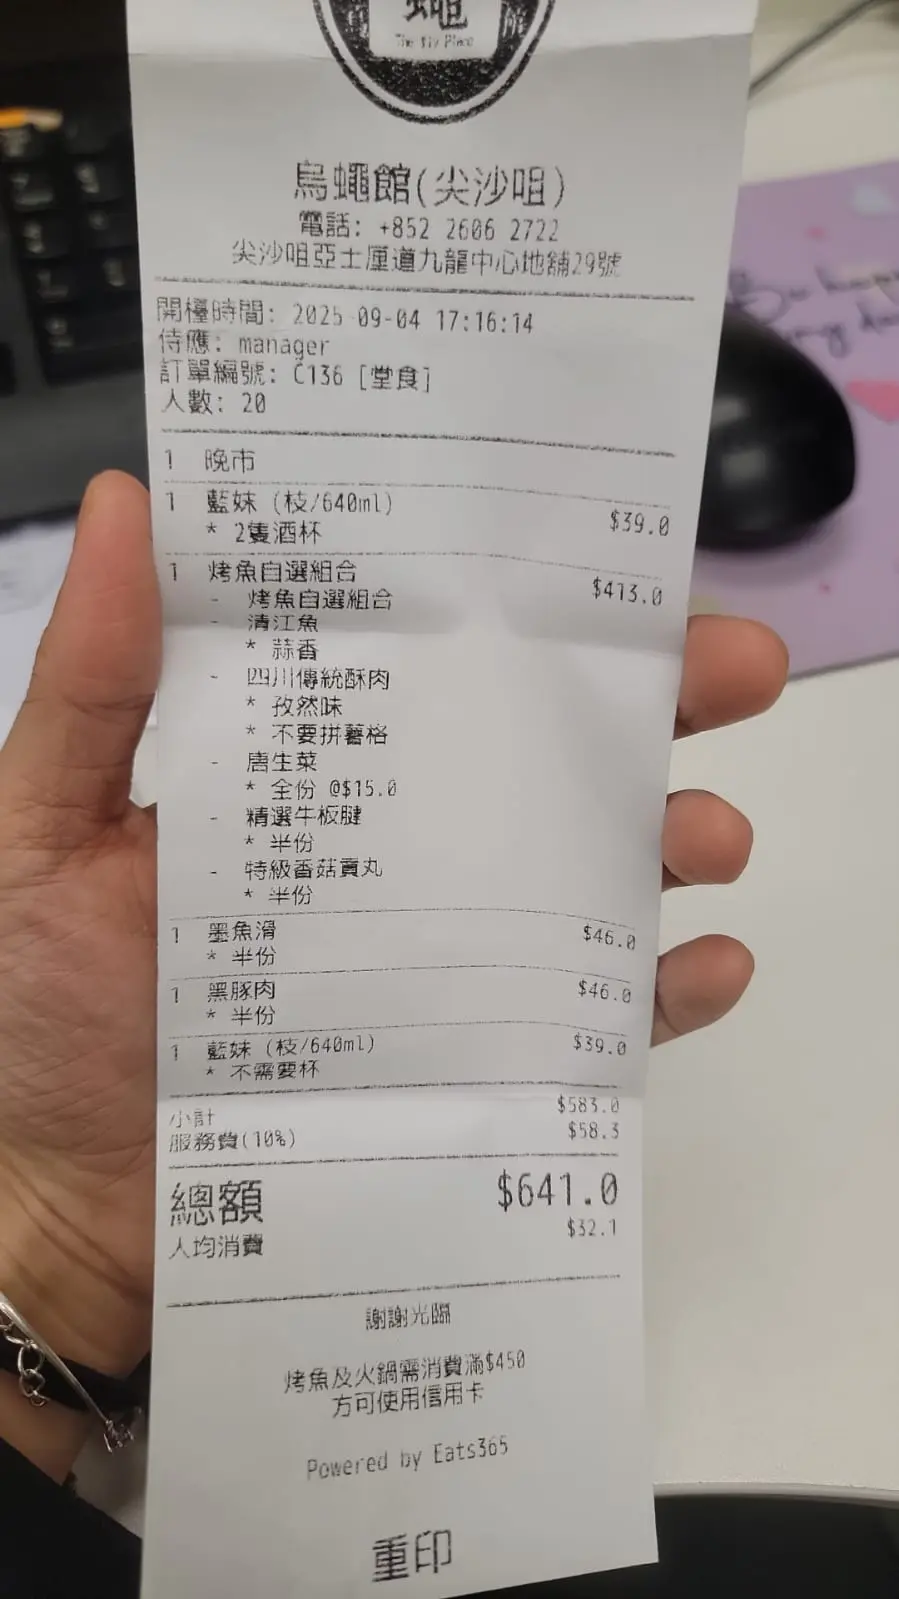 蠅
The Fly Place
烏蠅館(尖沙咀)
電話: +852 2606 2722
尖沙咀亞士厘道九龍中心地舖29號
開檯時間: 2025-09-04 17:16:14
侍應: manager
訂單編號: C136 [堂食]
人數: 20
1 晚市
1 藍妹 (枝/640ml) $39.0
* 2隻酒杯
1 烤魚自選組合 $413.0
- 烤魚自選組合
- 清江魚
* 蒜香
- 四川傳統酥肉
* 孜然味
* 不要拼薯格
- 唐生菜
* 全份 @$15.0
- 精選牛板腱
* 半份
- 特級香菇貢丸
* 半份
1 墨魚滑 $46.0
* 半份
1 黑豚肉 $46.0
* 半份
1 藍妹 (枝/640ml) $39.0
* 不需要杯
小計 $583.0
服務費(10%) $58.3
總額 $641.0
人均消費 $32.1
謝謝光臨
烤魚及火鍋需消費滿$450
方可使用信用卡
Powered by Eats365
重印